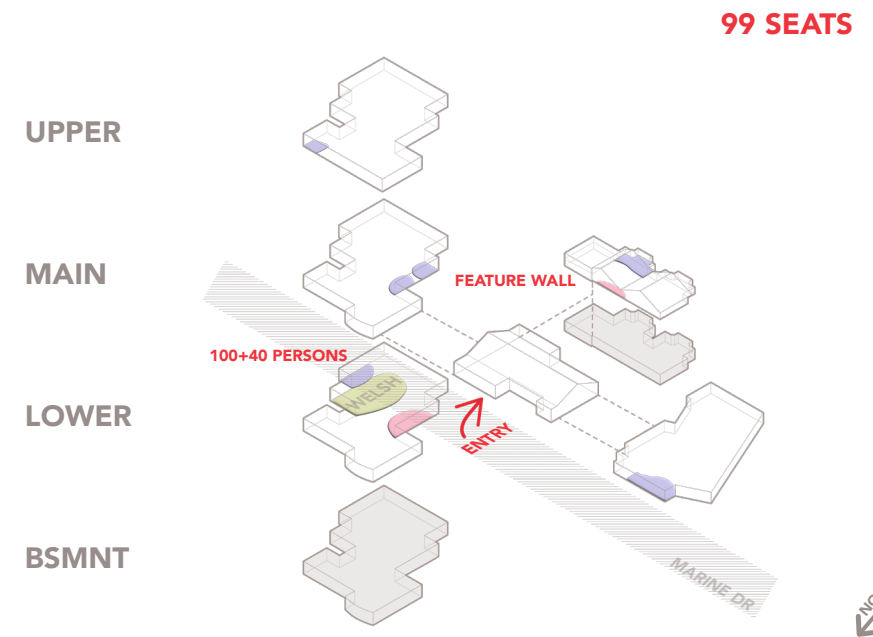 99 SEATS
UPPER
MAIN
FEATURE WALL
100+40 PERSONS
WELSH
LOWER
ENTRY
BSMNT
MARINE DR